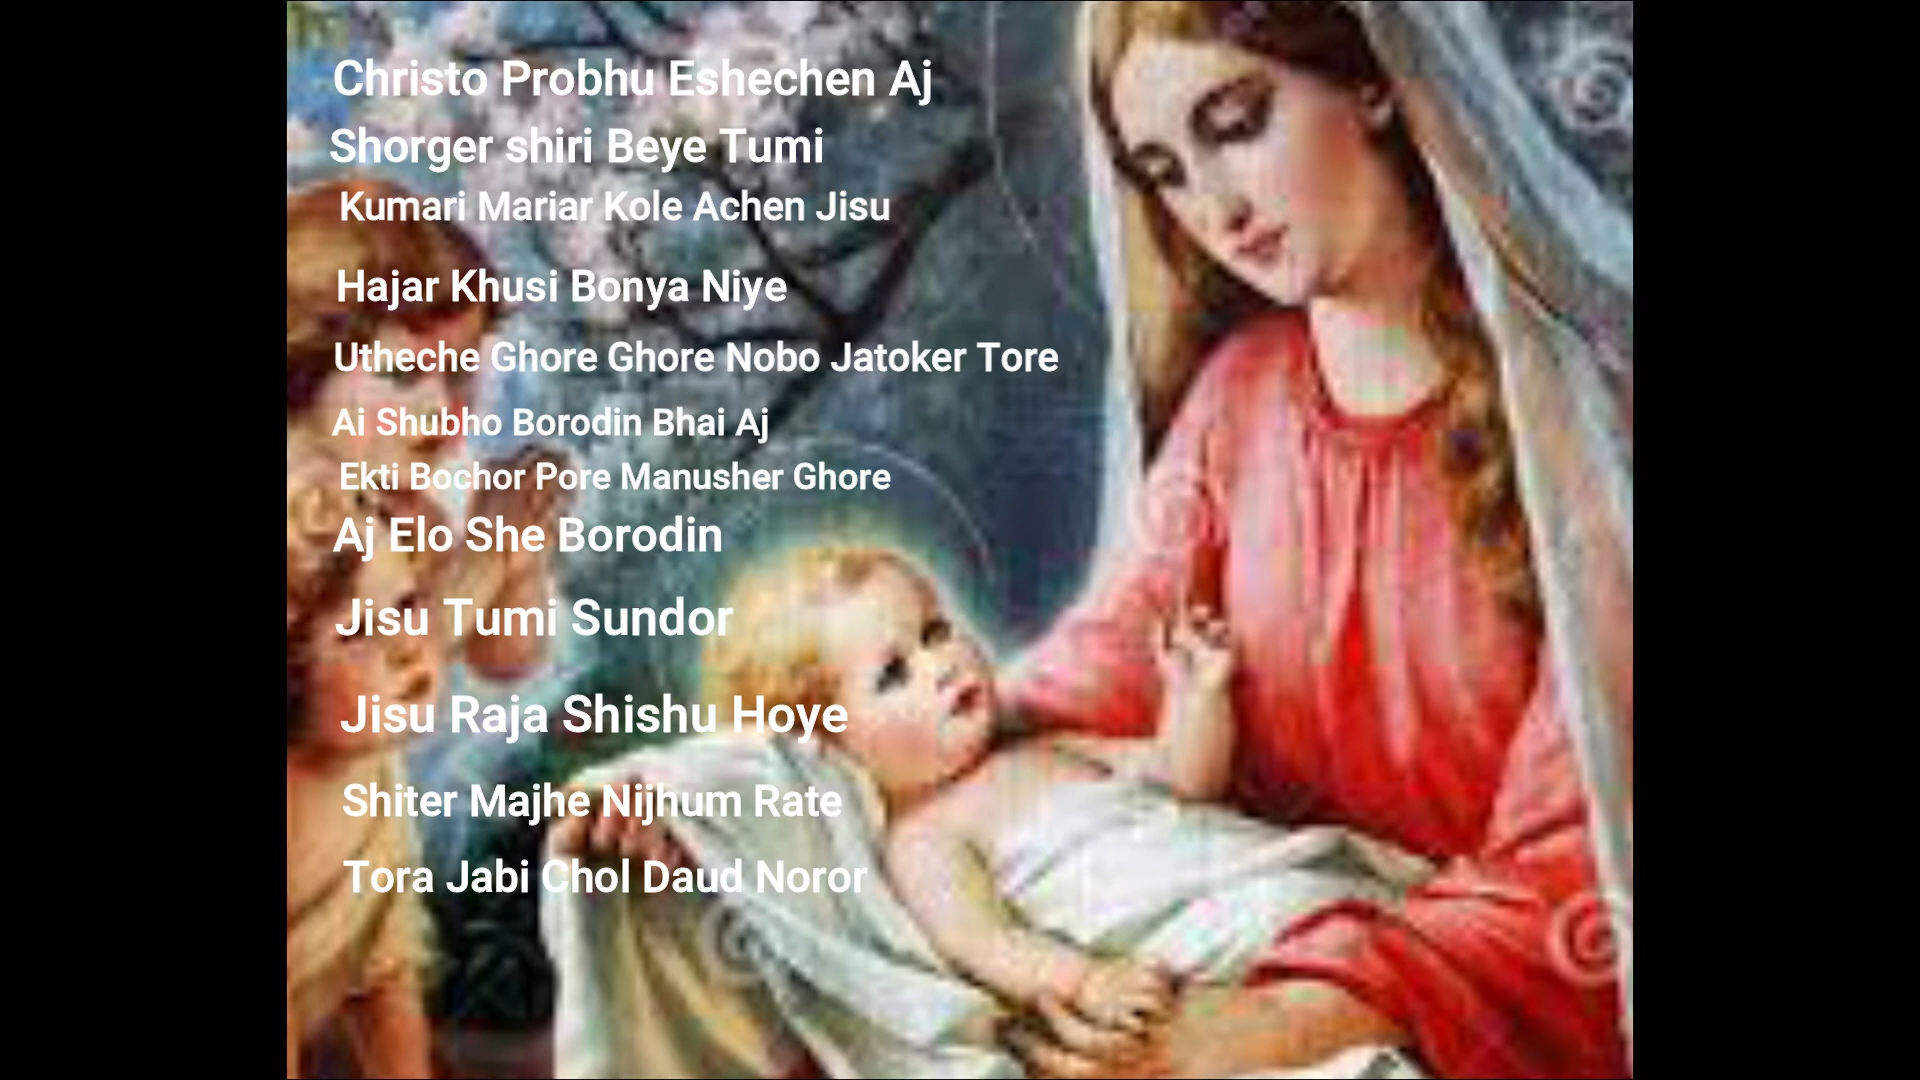 Christo Probhu Eshechen Aj
Shorger shiri Beye Tumi
Kumari Mariar Kole Achen Jisu
Hajar Khusi Bonya Niye
Utheche Ghore Ghore Nobo Jatoker Tore
Ai Shubho Borodin Bhai Aj
Ekti Bochor Pore Manusher Ghore
Aj Elo She Borodin
Jisu Tumi Sundor
Jisu Raja Shishu Hoye
Shiter Majhe Nijhum Rate
Tora Jabi Chol Daud Noror